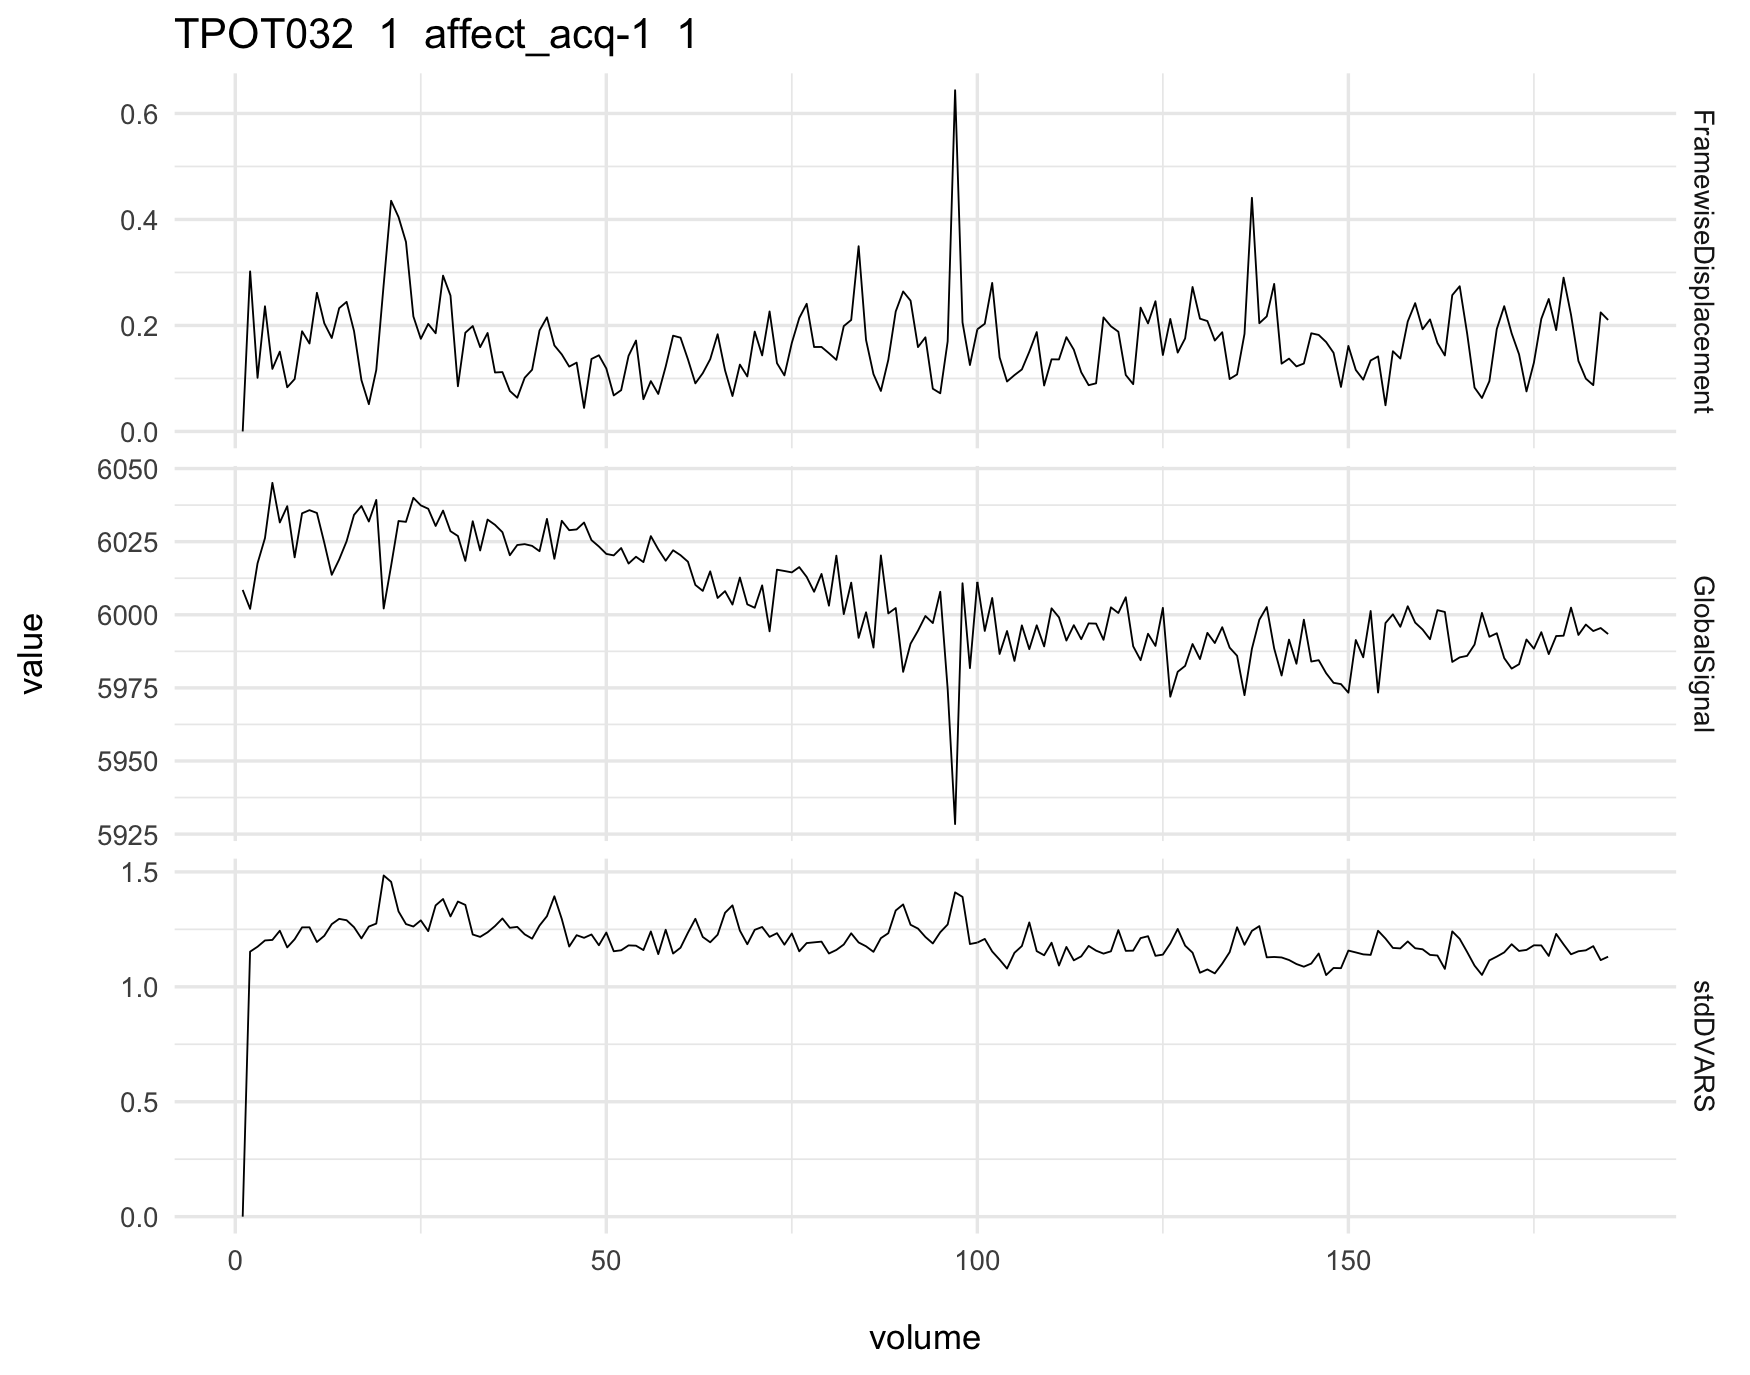 TPOT032  1  affect_acq-1  1
0.6
0.4
0.2
0.0
FramewiseDisplacement
6050
6025
6000
5975
5950
5925
GlobalSignal
1.5
1.0
0.5
0.0
stdDVARS
value
0 50 100 150
volume